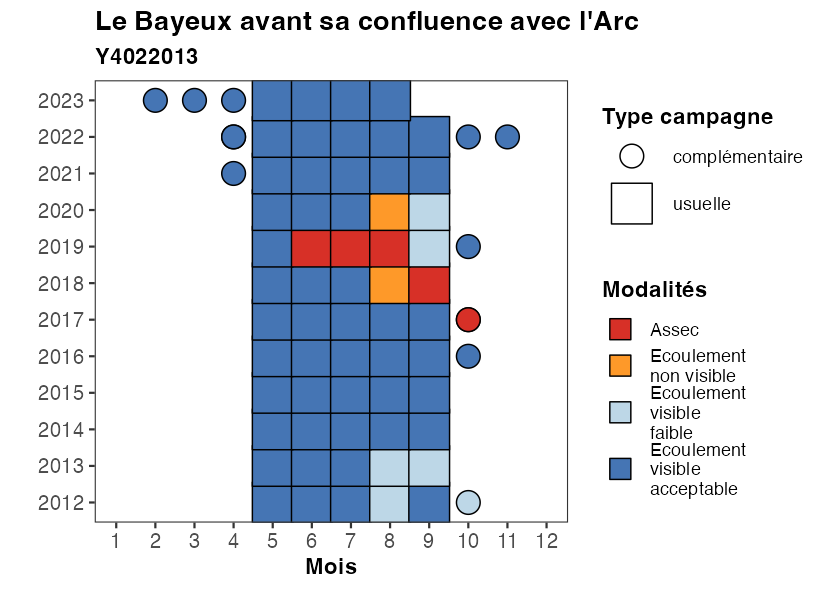 Le Bayeux avant sa confluence avec l'Arc
Y4022013
2023
2022
2021
2020
2019
2018
2017
2016
2015
2014
2013
2012
1 2 3 4 5 6 7 8 9 10 11 12
Mois
Type campagne
complémentaire
usuelle
Modalités
Assec
Ecoulement
non visible
Ecoulement
visible
faible
Ecoulement
visible
acceptable